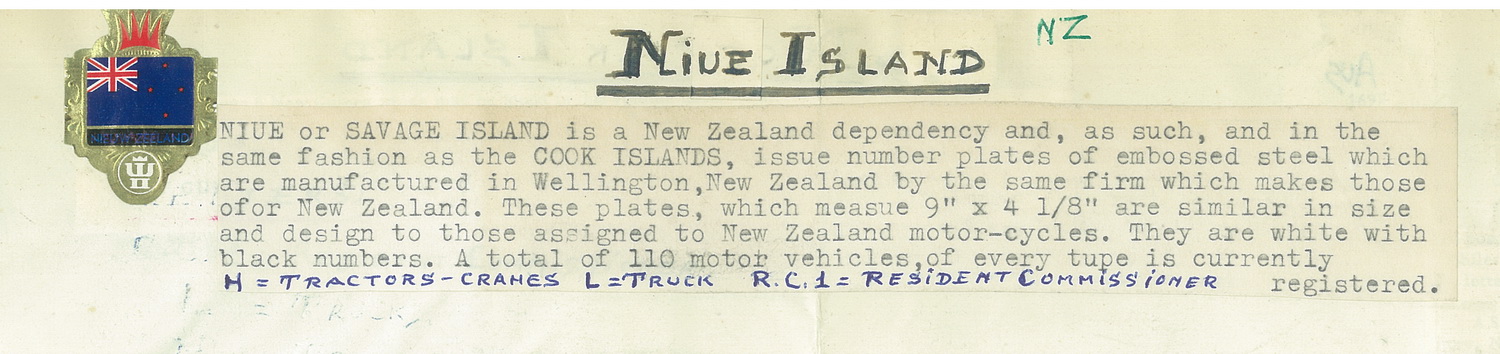 NIUE ISLAND
NZ
NEW ZEALAND
NIUE or SAVAGE ISLAND is a New Zealand dependency and, as such, and in the
same fashion as the COOK ISLANDS, issue number plates of embossed steel which
are manufactured in Wellington,New Zealand by the same firm which makes those
ofor New Zealand. These plates, which measue 9" x 4 1/8" are similar in size
and design to those assigned to New Zealand motor-cycles. They are white with
black numbers. A total of 110 motor vehicles,of every tupe is currently
registered.
H = TRACTORS-CRANES L=TRUCK R.C.1= RESiDENT COMMISSiONER